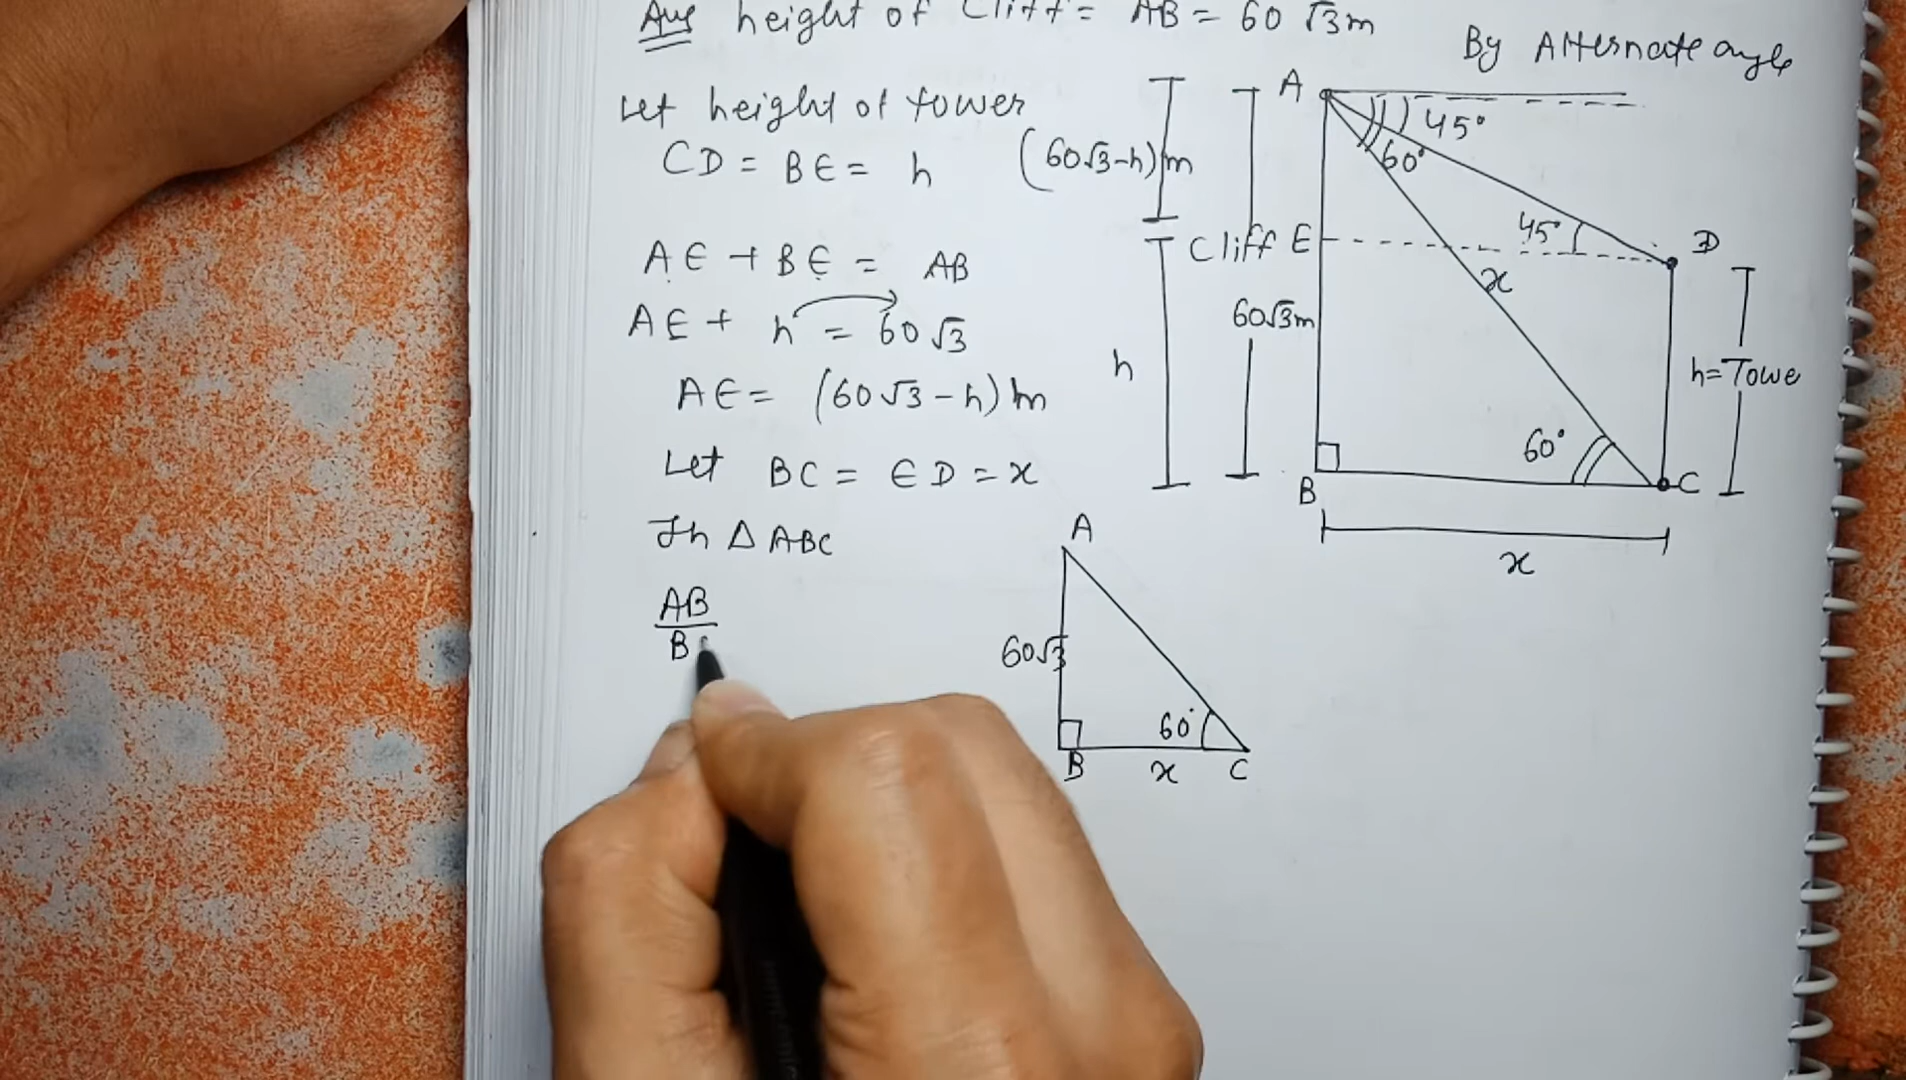 Ans height of Cliff = AB = 60 √3 m
By Alternate angle
Let height of tower
CD = BE = h
AE + BE = AB
AE + h = 60 √3
AE = (60 √3 - h) m
Let BC = ED = x
In △ ABC
AB
B
(60√3-h) m
h
Cliff
60√3m
A
45°
60°
E
45°
D
x
h = Towe
60°
B
C
x
A
60√3
60°
B
x
C